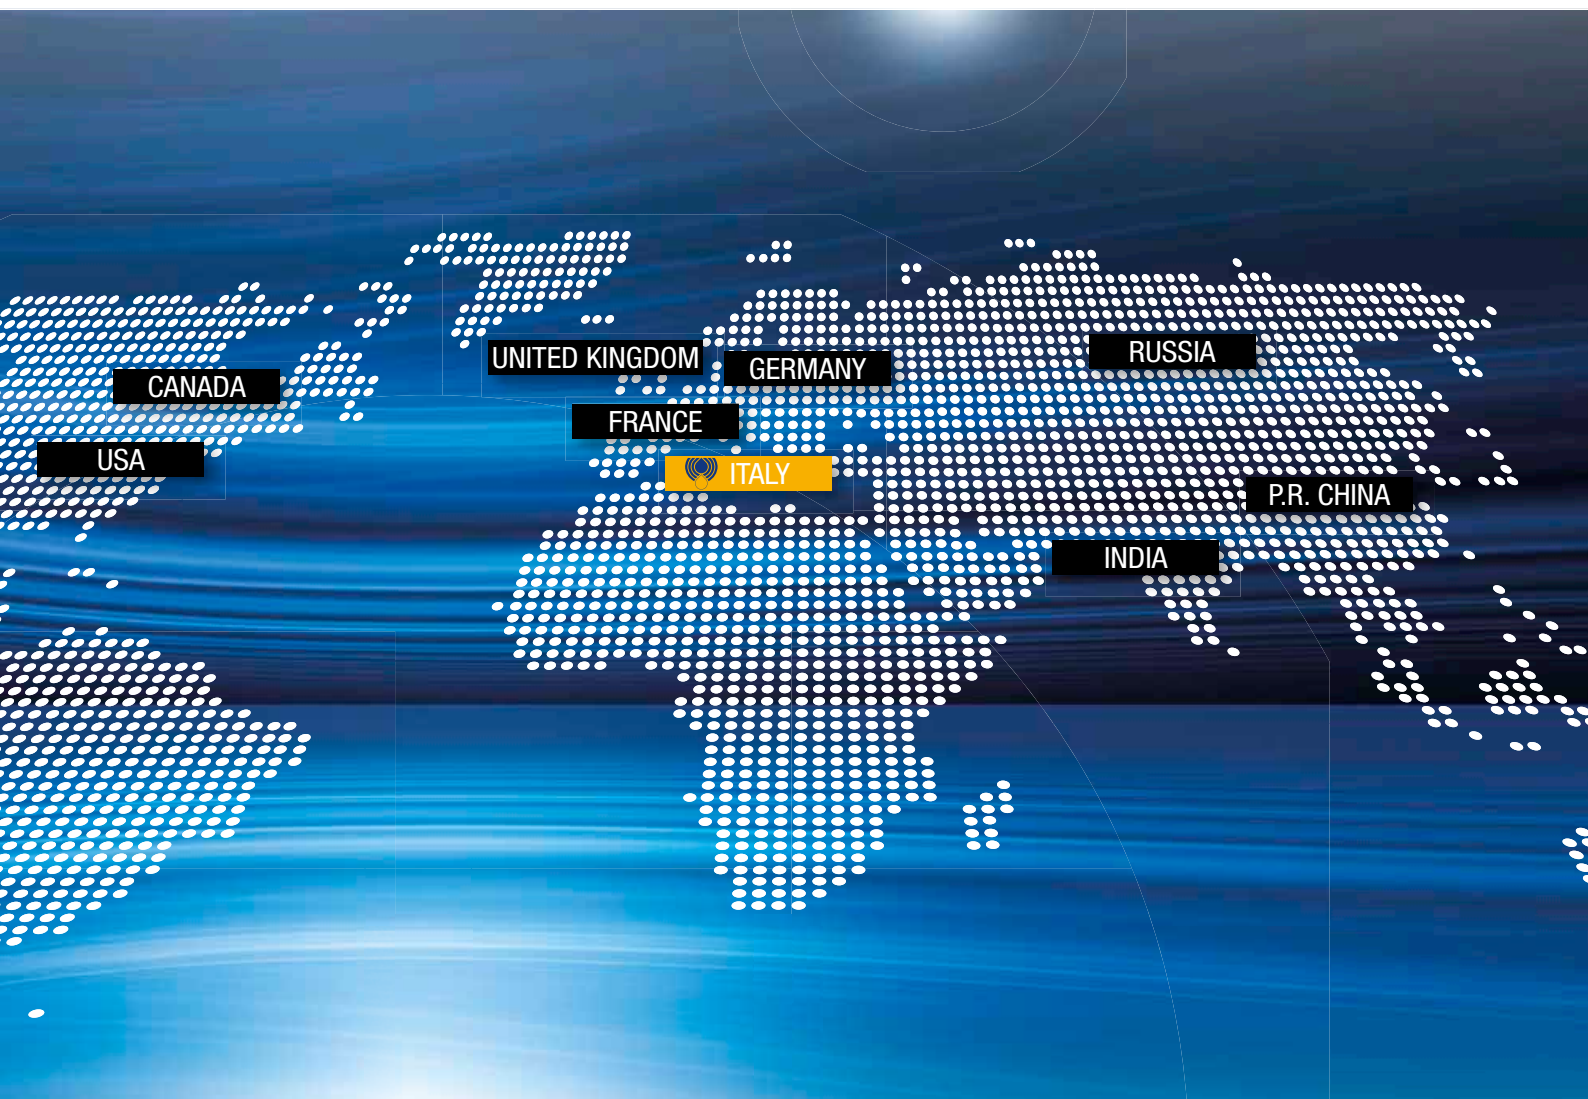 UNITED KINGDOM
GERMANY
RUSSIA
CANADA
FRANCE
USA
ITALY
P.R. CHINA
INDIA